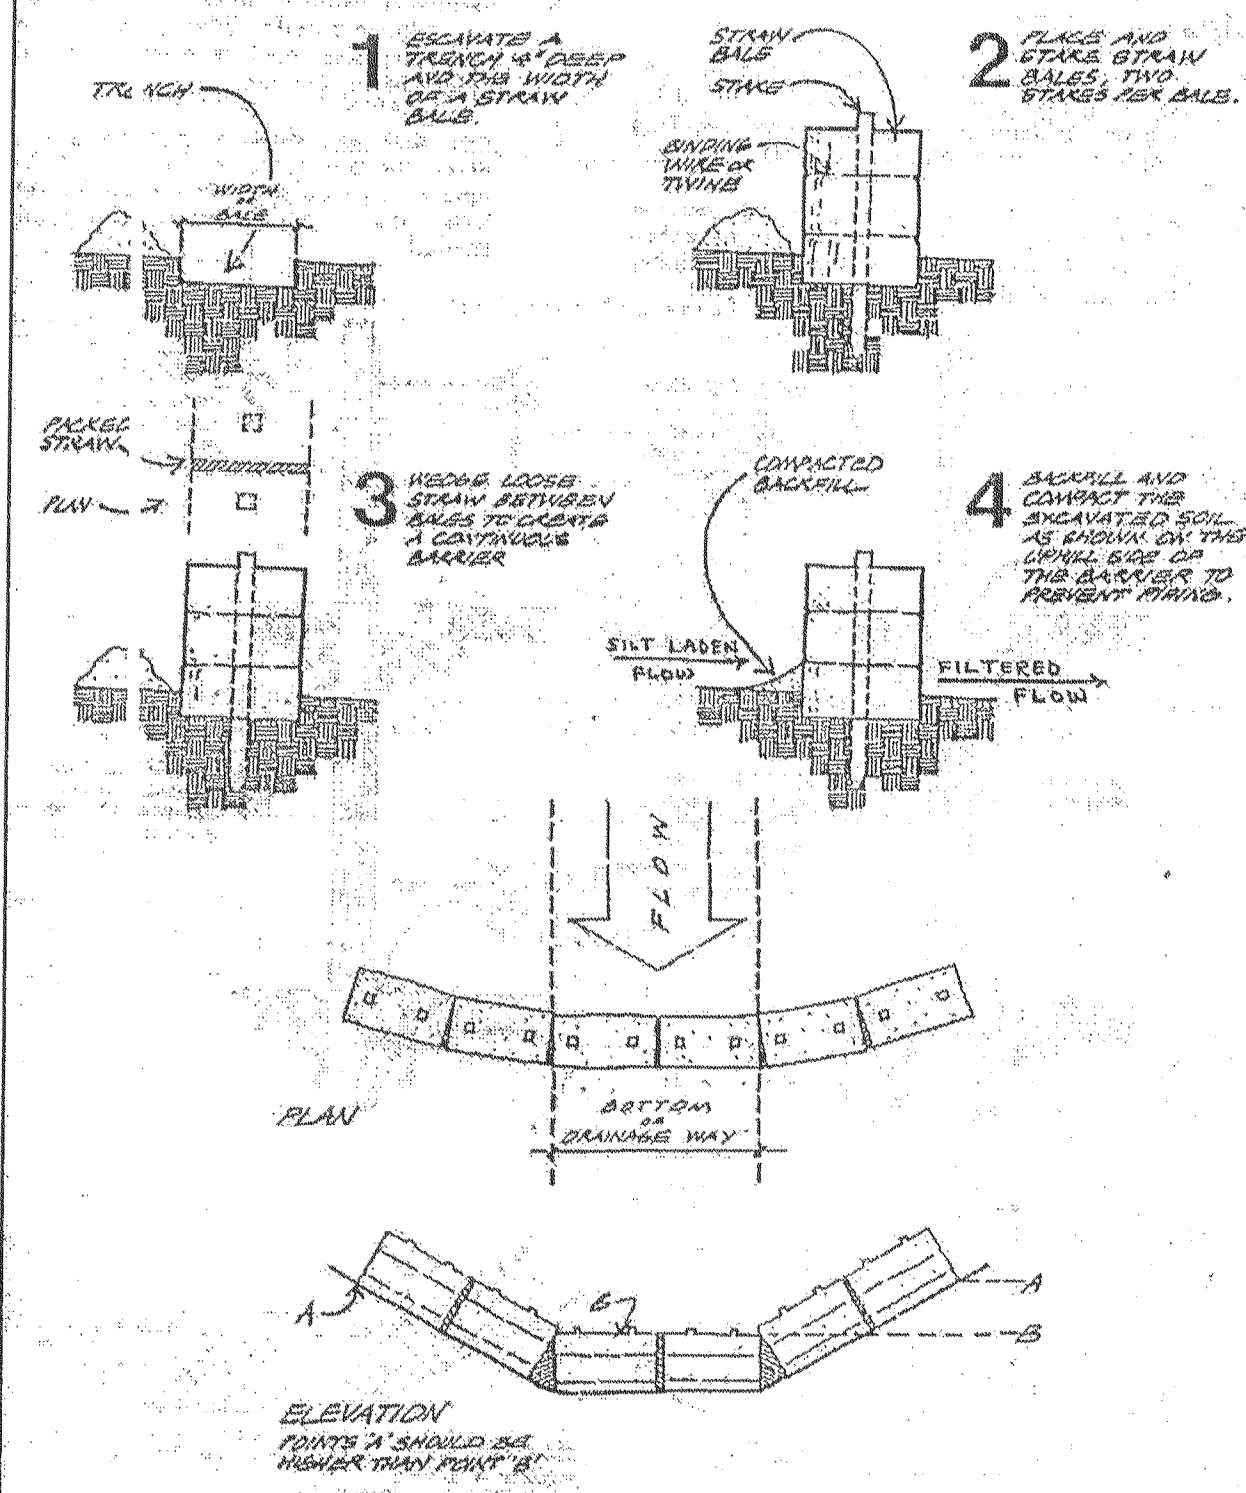 1
ESCAVATE A
TRENCH 4" DEEP
AND THE WIDTH
OF A STRAW
BALE.
TRENCH
WIDTH
OF
BALE
2
PLACE AND
STAKE STRAW
BALES, TWO
STAKES PER BALE.
STRAW
BALE
STAKE
BINDING
WIRE OR
TWINE
3
WEDGE LOOSE
STRAW BETWEEN
BALES TO CREATE
A CONTINUOUS
BARRIER
PACKED
STRAW
PLAN
4
BACKFILL AND
COMPACT THE
EXCAVATED SOIL
AS SHOWN ON THE
UPHILL SIDE OF
THE BARRIER TO
PREVENT PIPING.
COMPACTED
BACKFILL
SILT LADEN
FLOW
FILTERED
FLOW
FLOW
PLAN
BOTTOM
OF
DRAINAGE WAY
A
B
A
B
ELEVATION
POINTS 'A' SHOULD BE
HIGHER THAN POINT 'B'